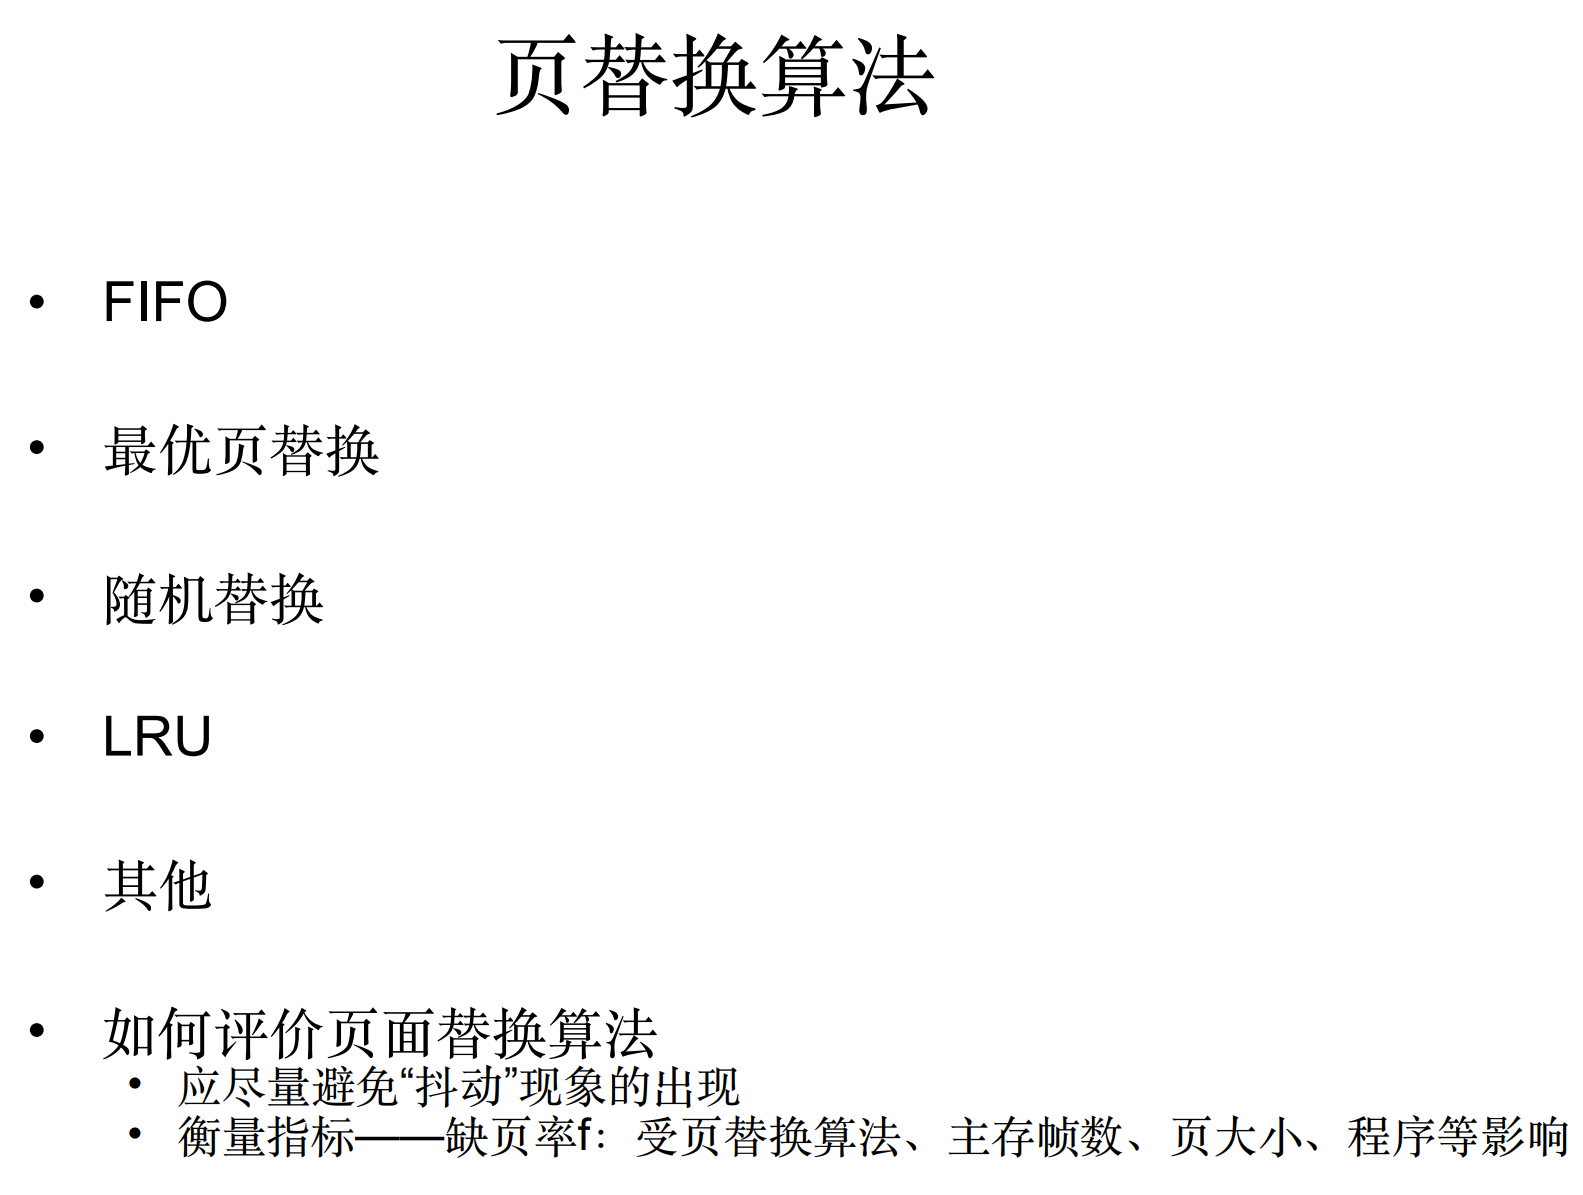 页替换算法
• FIFO
• 最优页替换
• 随机替换
• LRU
• 其他
• 如何评价页面替换算法
• 应尽量避免“抖动”现象的出现
• 衡量指标——缺页率f：受页替换算法、主存帧数、页大小、程序等影响